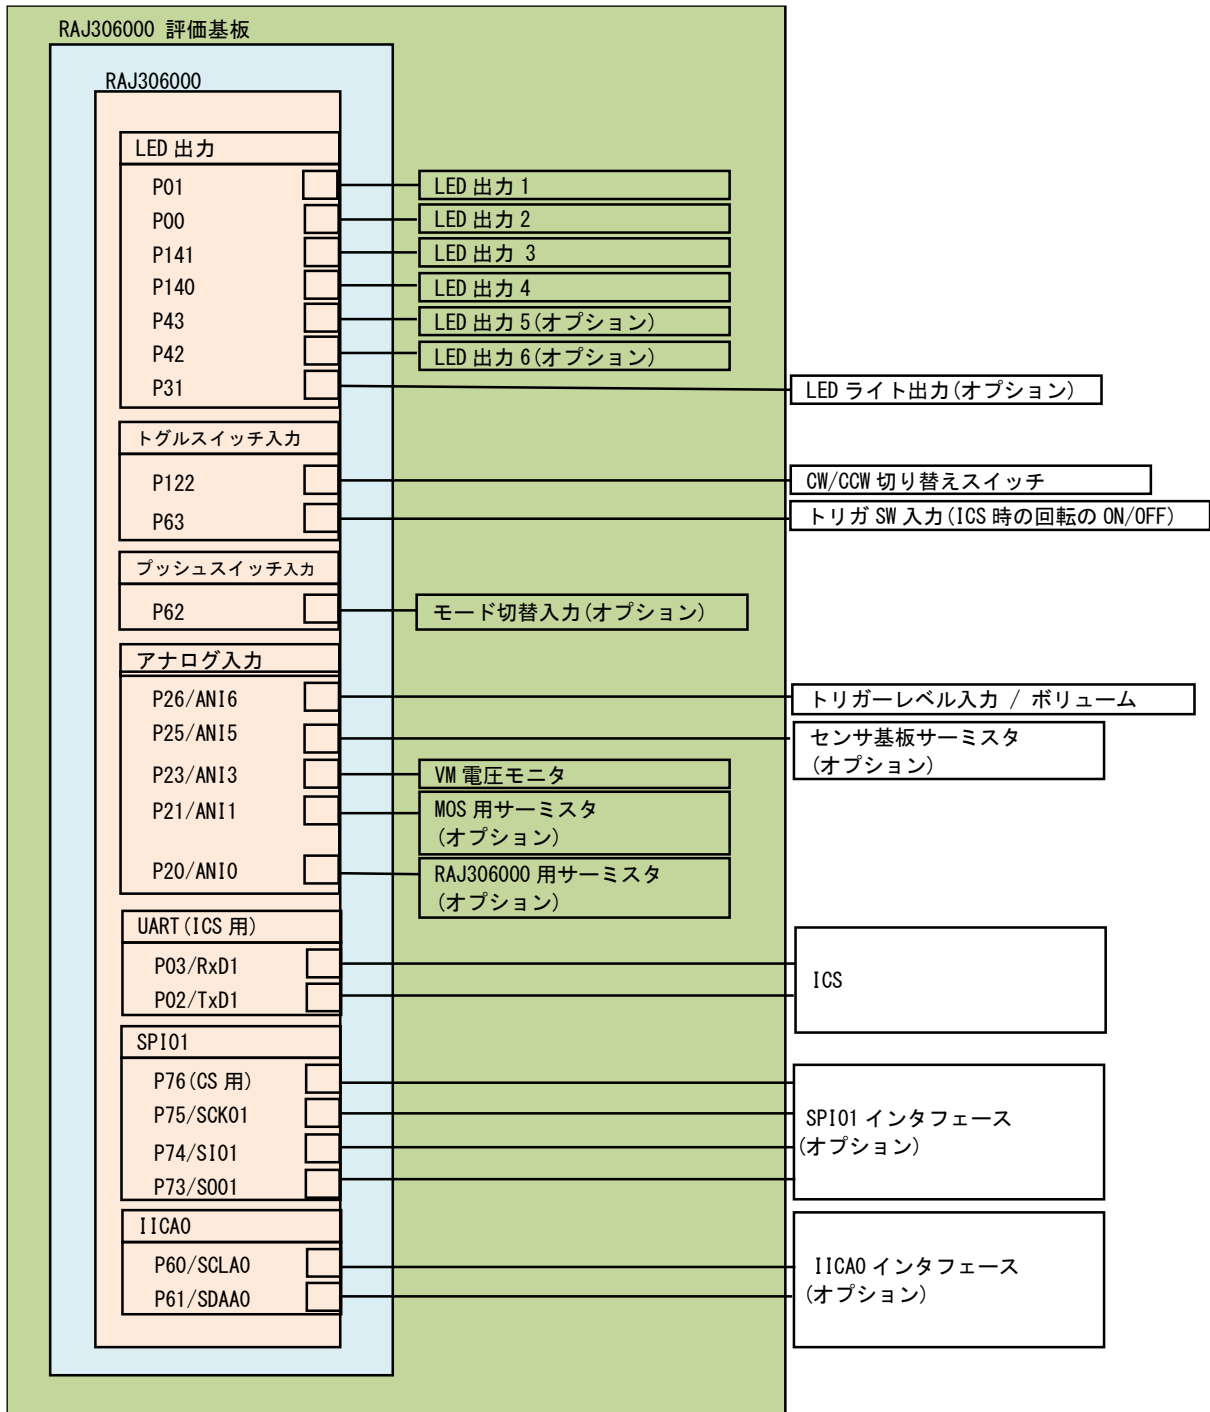 RAJ306000 評価基板
RAJ306000
LED 出力
P01
LED 出力 1
P00
LED 出力 2
P141
LED 出力 3
P140
LED 出力 4
P43
LED 出力 5(オプション)
P42
LED 出力 6(オプション)
P31
LED ライト出力(オプション)
トグルスイッチ入力
P122
CW/CCW 切り替えスイッチ
P63
トリガ SW 入力(ICS 時の回転の ON/OFF)
プッシュスイッチ入力
P62
モード切替入力(オプション)
アナログ入力
P26/ANI6
トリガーレベル入力 / ボリューム
P25/ANI5
センサ基板サーミスタ
(オプション)
P23/ANI3
VM 電圧モニタ
P21/ANI1
MOS 用サーミスタ
(オプション)
P20/ANI0
RAJ306000 用サーミスタ
(オプション)
UART(ICS 用)
P03/RxD1
P02/TxD1
ICS
SPI01
P76(CS 用)
P75/SCK01
P74/SI01
P73/SO01
SPI01 インタフェース
(オプション)
IICA0
P60/SCLA0
P61/SDAA0
IICA0 インタフェース
(オプション)